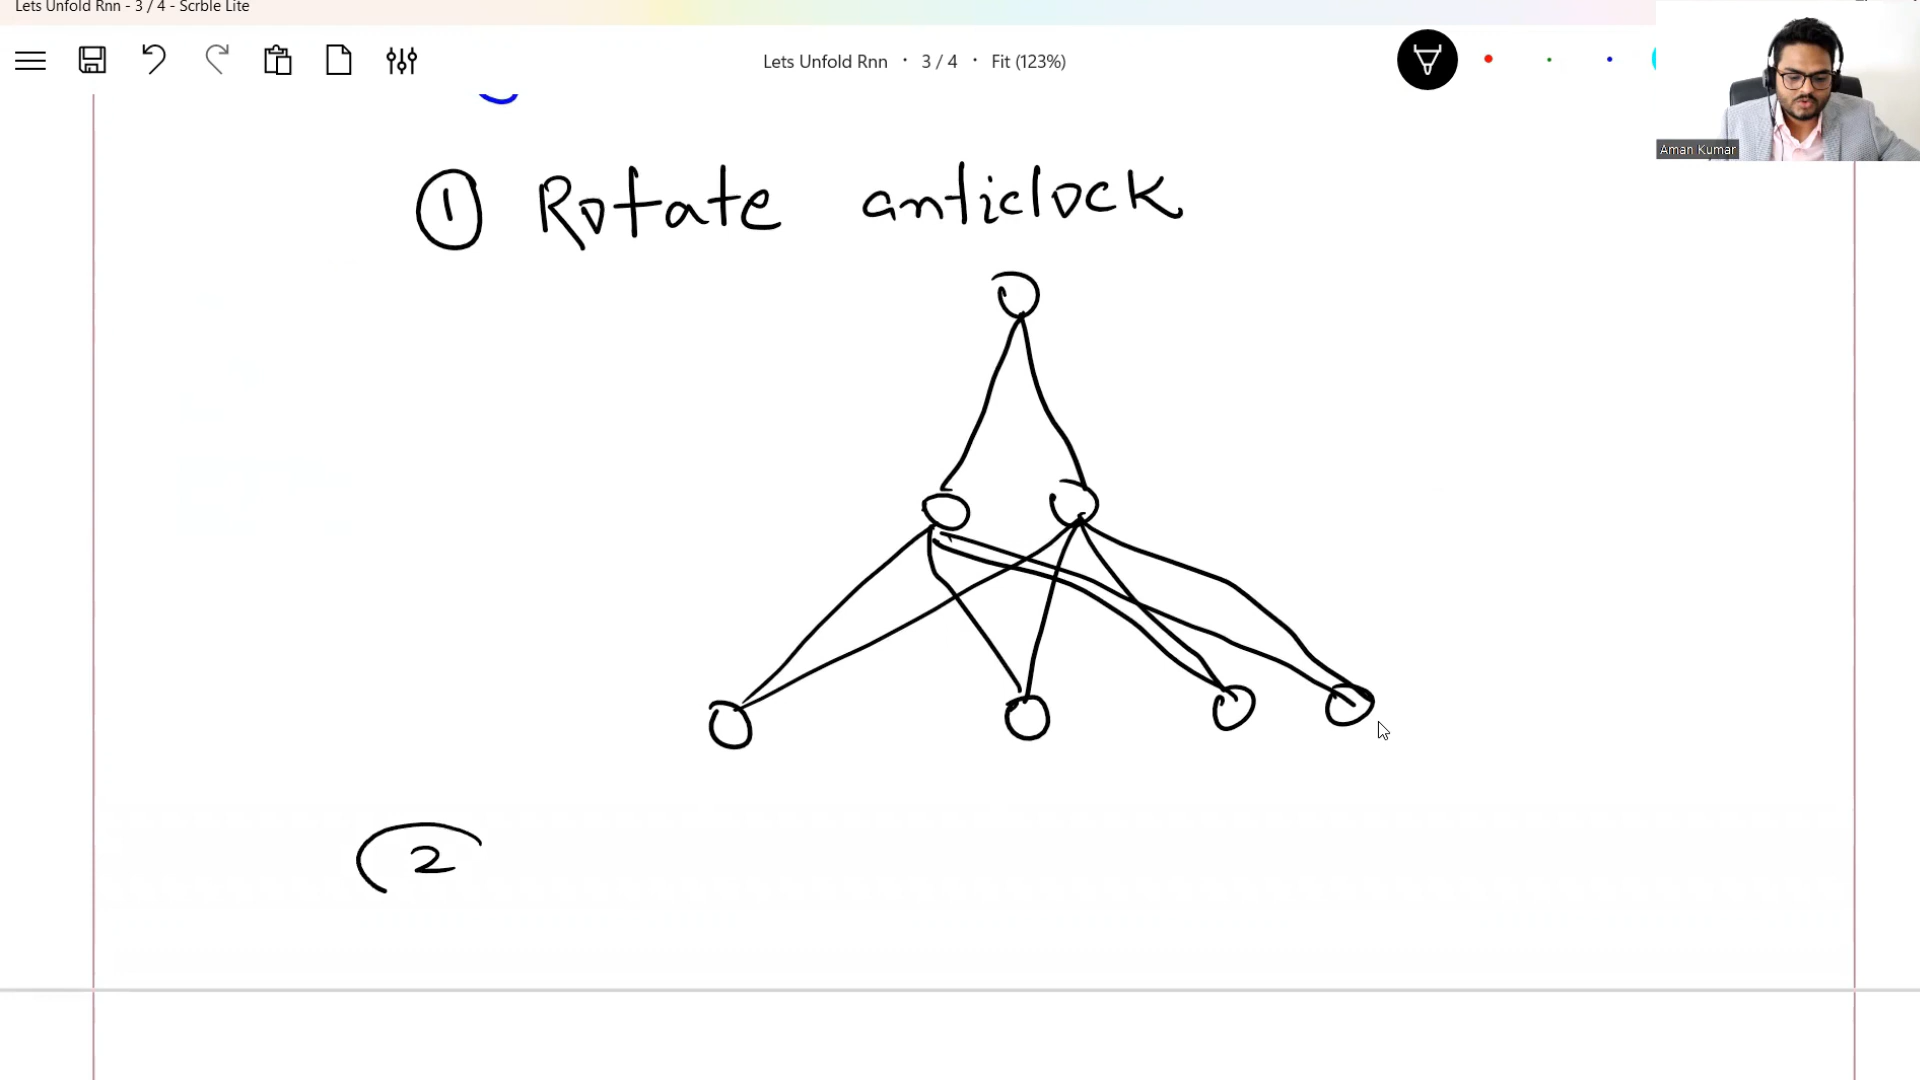 Lets Unfold Rnn - 3 / 4 - Scrble Lite
Lets Unfold Rnn · 3 / 4 · Fit (123%)
Aman Kumar
1 Rotate anticlock
2